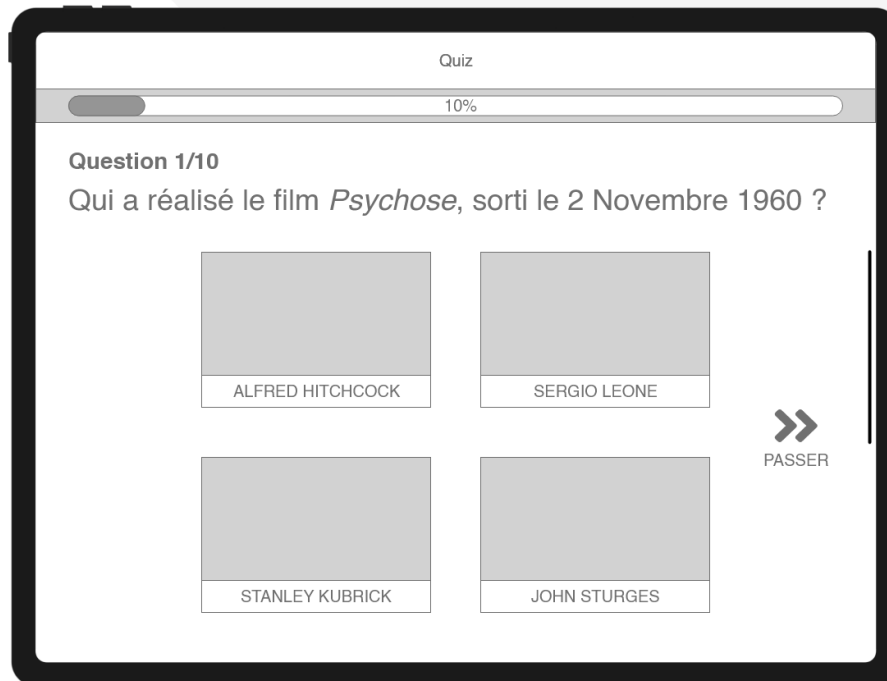 Quiz
10%
Question 1/10
Qui a réalisé le film Psychose, sorti le 2 Novembre 1960 ?
ALFRED HITCHCOCK
SERGIO LEONE
PASSER
STANLEY KUBRICK
JOHN STURGES